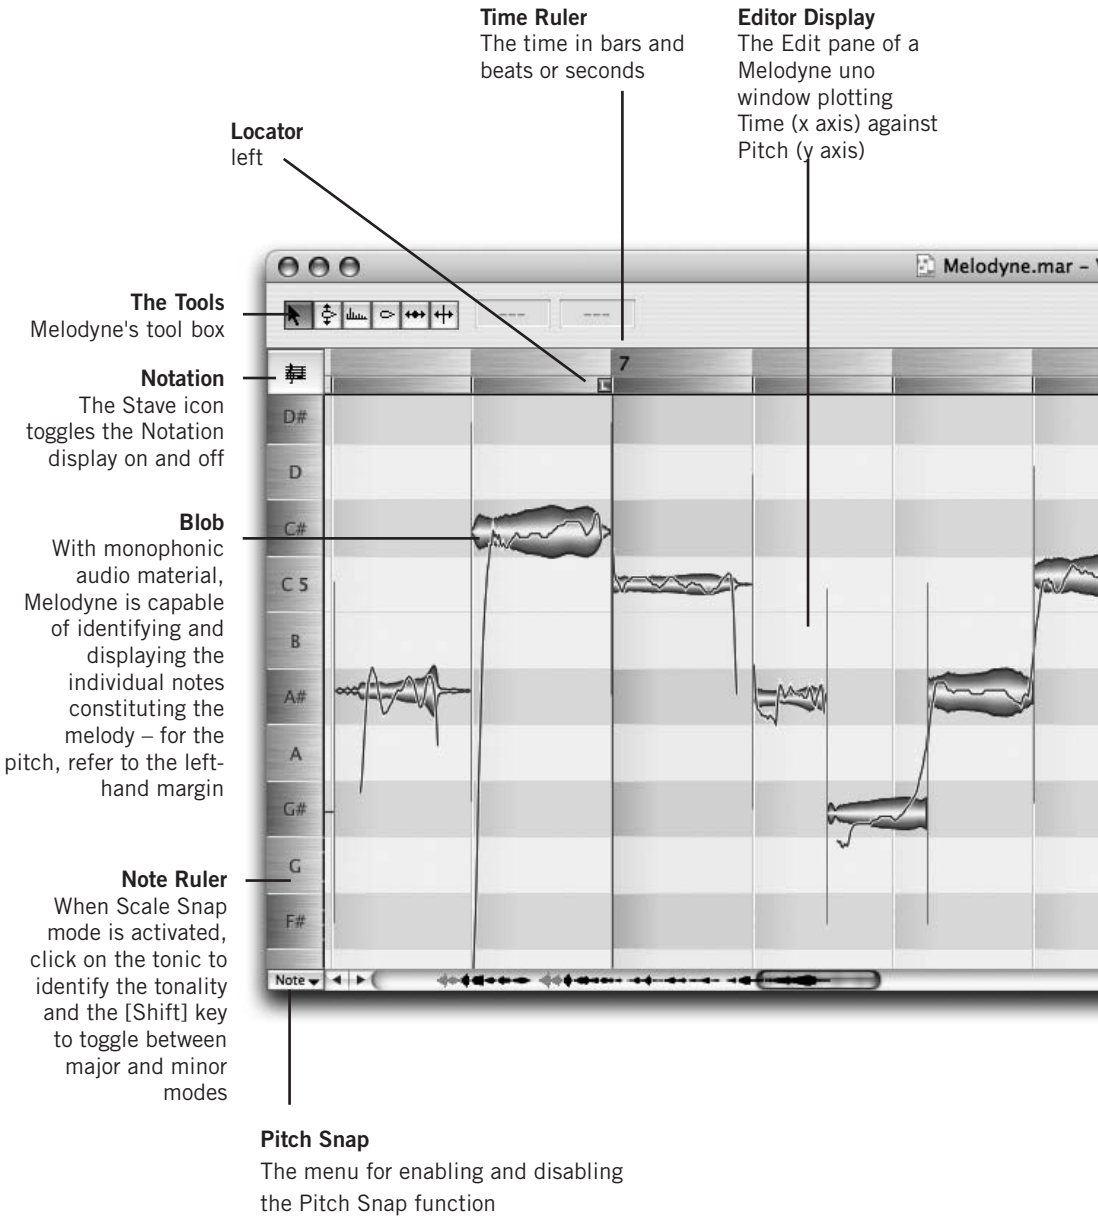 Time Ruler
The time in bars and
beats or seconds
Editor Display
The Edit pane of a
Melodyne uno
window plotting
Time (x axis) against
Pitch (y axis)
Locator
left
Melodyne.mar –
The Tools
Melodyne's tool box
---
---
7
L
Notation
The Stave icon
toggles the Notation
display on and off
D#
D
C#
C 5
B
A#
A
G#
G
F#
Blob
With monophonic
audio material,
Melodyne is capable
of identifying and
displaying the
individual notes
constituting the
melody – for the
pitch, refer to the left-
hand margin
Note Ruler
When Scale Snap
mode is activated,
click on the tonic to
identify the tonality
and the [Shift] key
to toggle between
major and minor
modes
Note
Pitch Snap
The menu for enabling and disabling
the Pitch Snap function